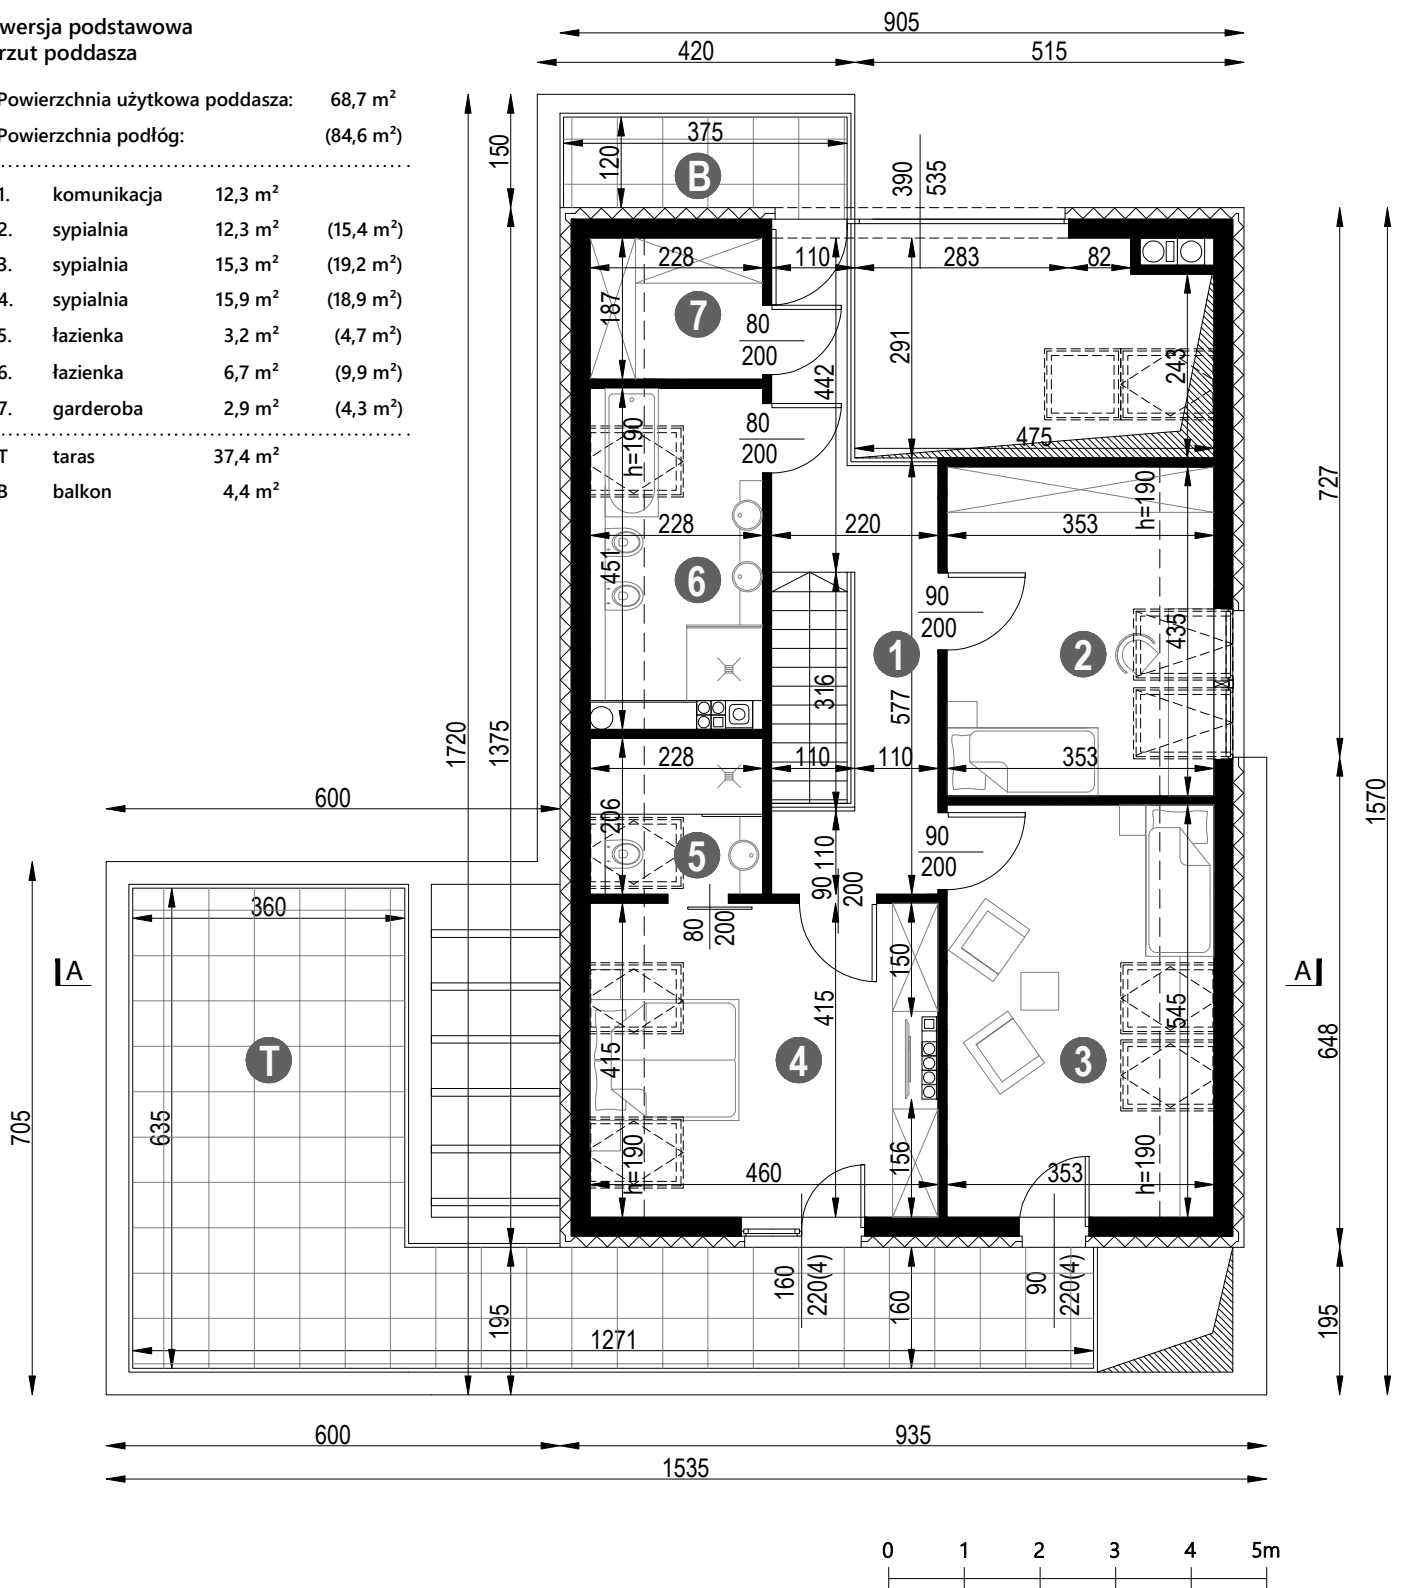 wersja podstawowa
rzut poddasza
Powierzchnia użytkowa poddasza: 68,7 m²
Powierzchnia podłóg: (84,6 m²)
1. komunikacja 12,3 m²
2. sypialnia 12,3 m² (15,4 m²)
3. sypialnia 15,3 m² (19,2 m²)
4. sypialnia 15,9 m² (18,9 m²)
5. łazienka 3,2 m² (4,7 m²)
6. łazienka 6,7 m² (9,9 m²)
7. garderoba 2,9 m² (4,3 m²)
T taras 37,4 m²
B balkon 4,4 m²
905
420 515
150
375
120
B
390
535
228 110 283 82
187
7
80
200
291
442
243
475
h=190
80
200
h=190
727
228 220 353
451
6
90
200
1
2
435
316
577
1720
1375
228 110 110 353
600
1570
206
5
110
90
200
90
200
80
200
360
150
A
A
415
545
415
T
4
3
648
705
635
h=190
156
h=190
460 353
160
220(4)
90
220(4)
195
160
195
1271
600 935
1535
0 1 2 3 4 5m